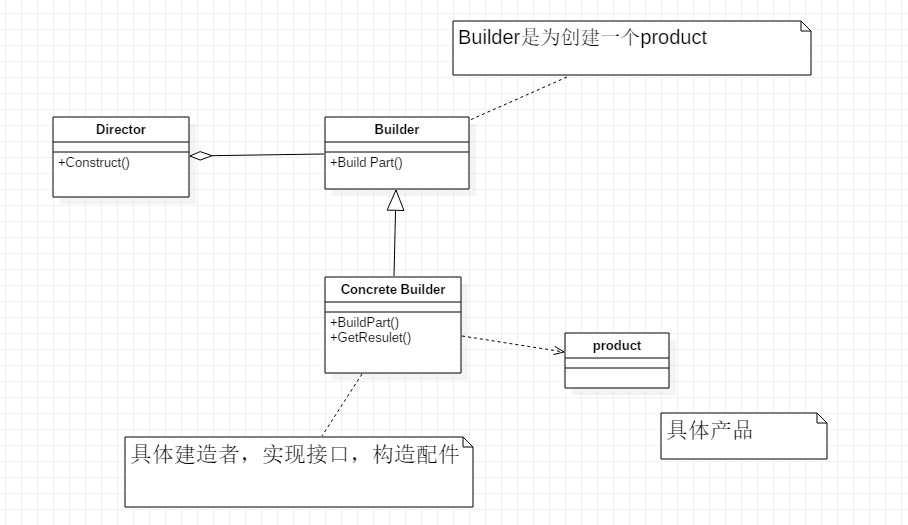 Builder是为创建一个product
Director
+Construct()
Builder
+Build Part()
Concrete Builder
+BuildPart()
+GetResulet()
product
具体产品
具体建造者，实现接口，构造配件